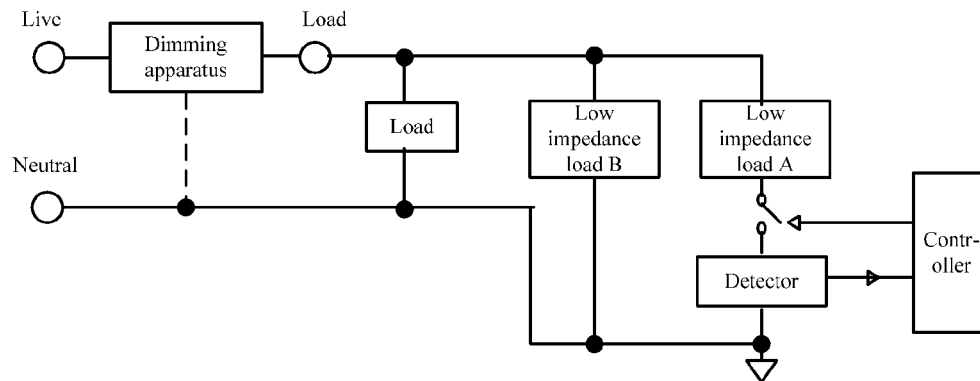 Live
Dimming
apparatus
Load
Load
Low
impedance
load B
Low
impedance
load A
Neutral
Contr-
oller
Detector